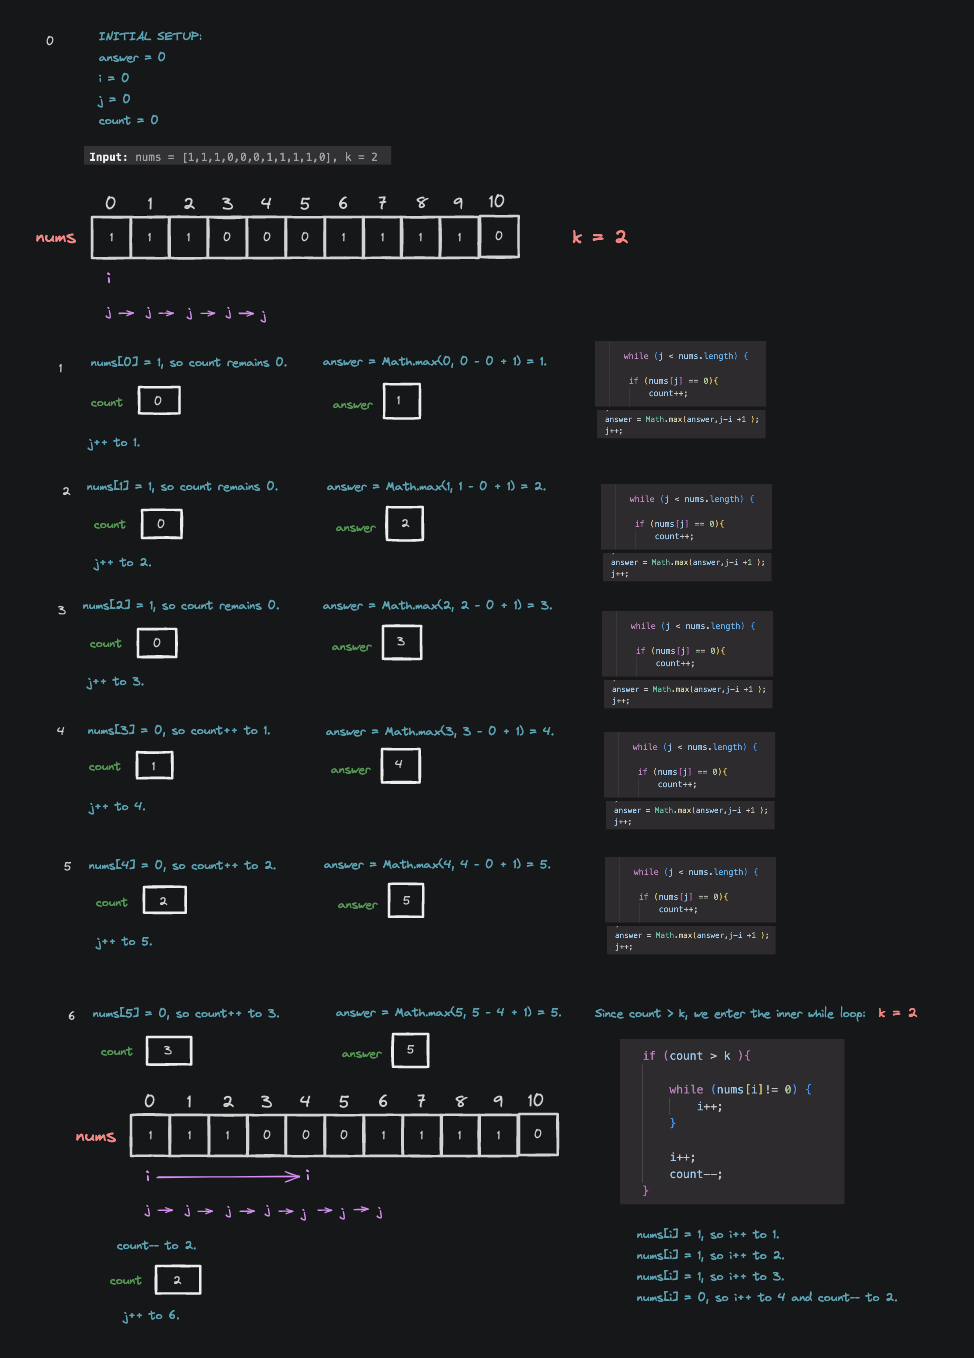 0
INITIAL SETUP:
answer = 0
i = 0
j = 0
count = 0
Input: nums = [1,1,1,0,0,0,1,1,1,1,0], k = 2
0 1 2 3 4 5 6 7 8 9 10
nums 1 1 1 0 0 0 1 1 1 1 0 k = 2
i
j → j → j → j → j
1 nums[0] = 1, so count remains 0. answer = Math.max(0, 0 - 0 + 1) = 1.
count 0 answer 1
j++ to 1.
while (j < nums.length) {
if (nums[j] == 0){
count++;
answer = Math.max(answer,j-i +1 );
j++;
2 nums[1] = 1, so count remains 0. answer = Math.max(1, 1 - 0 + 1) = 2.
count 0 answer 2
j++ to 2.
while (j < nums.length) {
if (nums[j] == 0){
count++;
answer = Math.max(answer,j-i +1 );
j++;
3 nums[2] = 1, so count remains 0. answer = Math.max(2, 2 - 0 + 1) = 3.
count 0 answer 3
j++ to 3.
while (j < nums.length) {
if (nums[j] == 0){
count++;
answer = Math.max(answer,j-i +1 );
j++;
4 nums[3] = 0, so count++ to 1. answer = Math.max(3, 3 - 0 + 1) = 4.
count 1 answer 4
j++ to 4.
while (j < nums.length) {
if (nums[j] == 0){
count++;
answer = Math.max(answer,j-i +1 );
j++;
5 nums[4] = 0, so count++ to 2. answer = Math.max(4, 4 - 0 + 1) = 5.
count 2 answer 5
j++ to 5.
while (j < nums.length) {
if (nums[j] == 0){
count++;
answer = Math.max(answer,j-i +1 );
j++;
6 nums[5] = 0, so count++ to 3. answer = Math.max(5, 5 - 4 + 1) = 5. Since count > k, we enter the inner while loop: k = 2
count 3 answer 5
0 1 2 3 4 5 6 7 8 9 10
nums 1 1 1 0 0 0 1 1 1 1 0
i → i
j → j → j → j → j → j → j
count-- to 2.
count 2
j++ to 6.
if (count > k ){
while (nums[i]!= 0) {
i++;
}
i++;
count--;
}
nums[i] = 1, so i++ to 1.
nums[i] = 1, so i++ to 2.
nums[i] = 1, so i++ to 3.
nums[i] = 0, so i++ to 4 and count-- to 2.